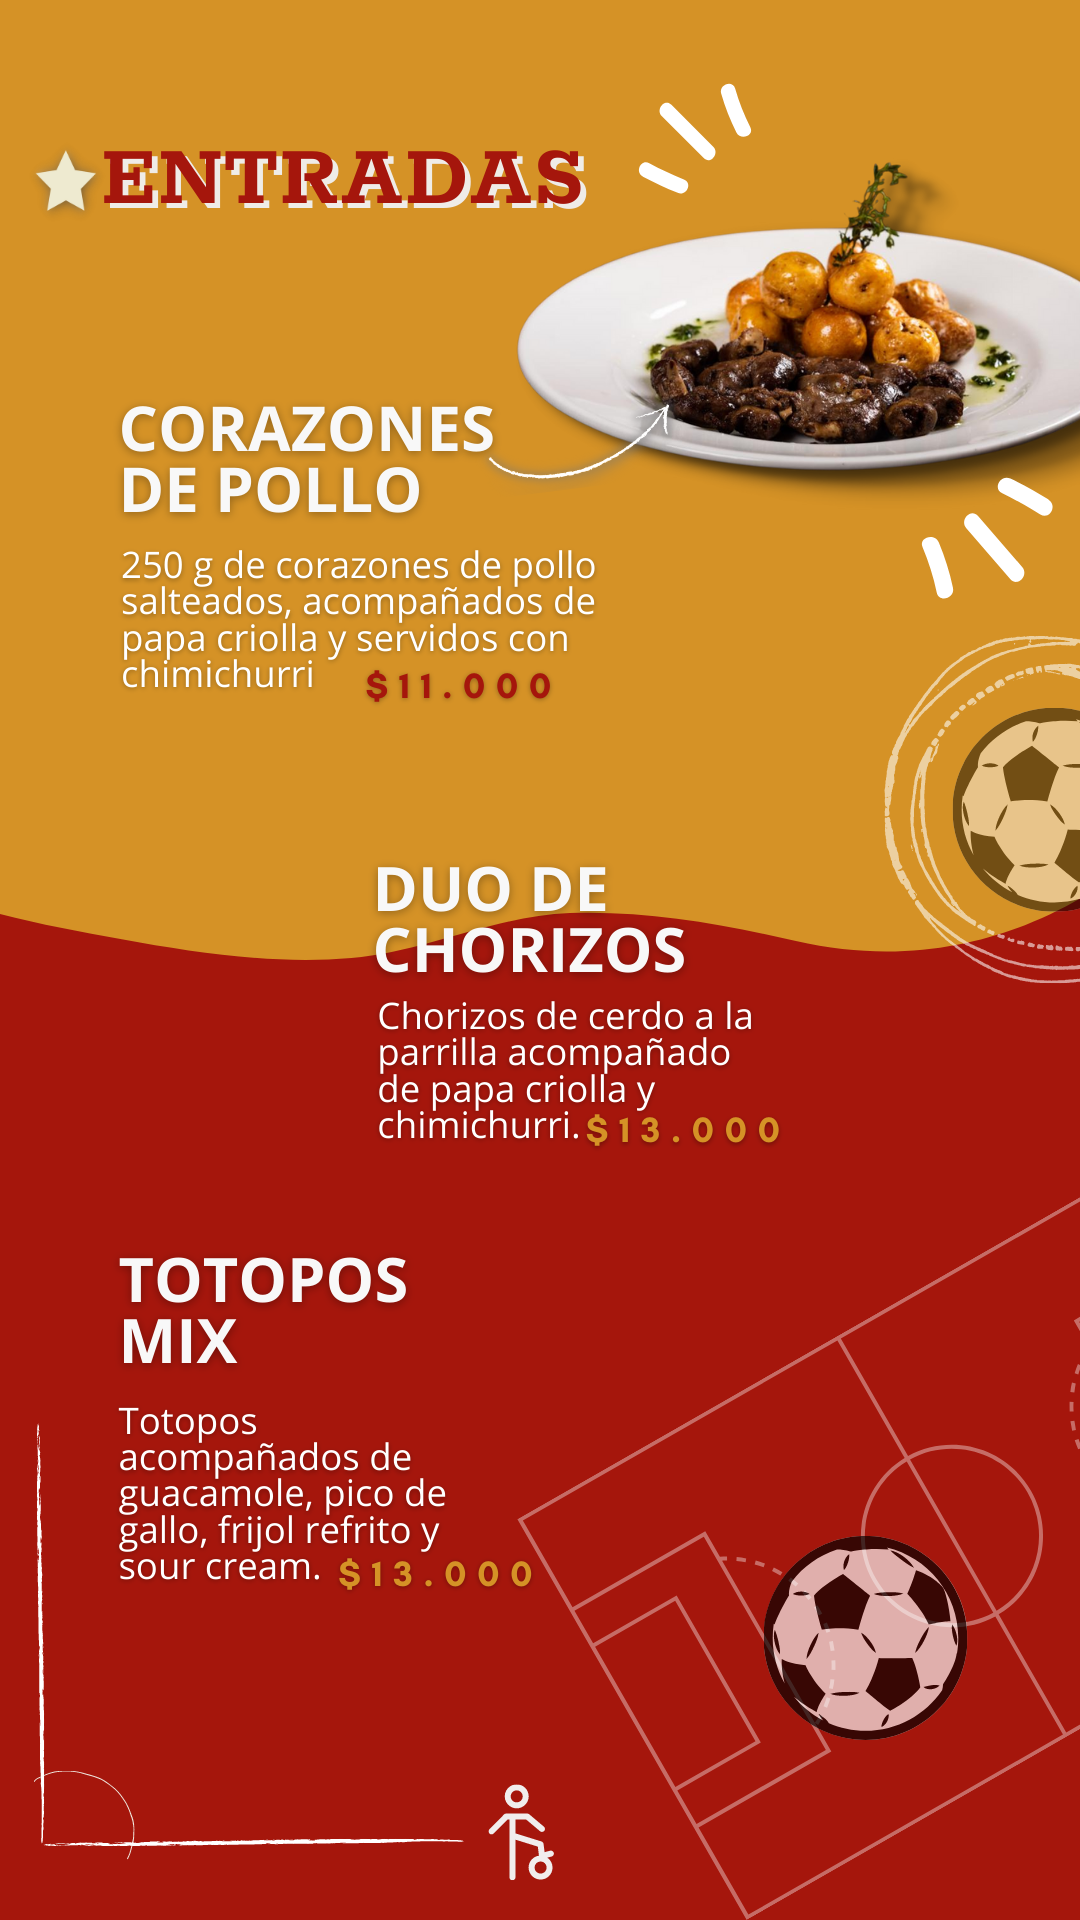 ENTRADAS
CORAZONES
DE POLLO
250 g de corazones de pollo
salteados, acompañados de
papa criolla y servidos con
chimichurri $11.000
DUO DE
CHORIZOS
Chorizos de cerdo a la
parrilla acompañado
de papa criolla y
chimichurri. $13.000
TOTOPOS
MIX
Totopos
acompañados de
guacamole, pico de
gallo, frijol refrito y
sour cream. $13.000